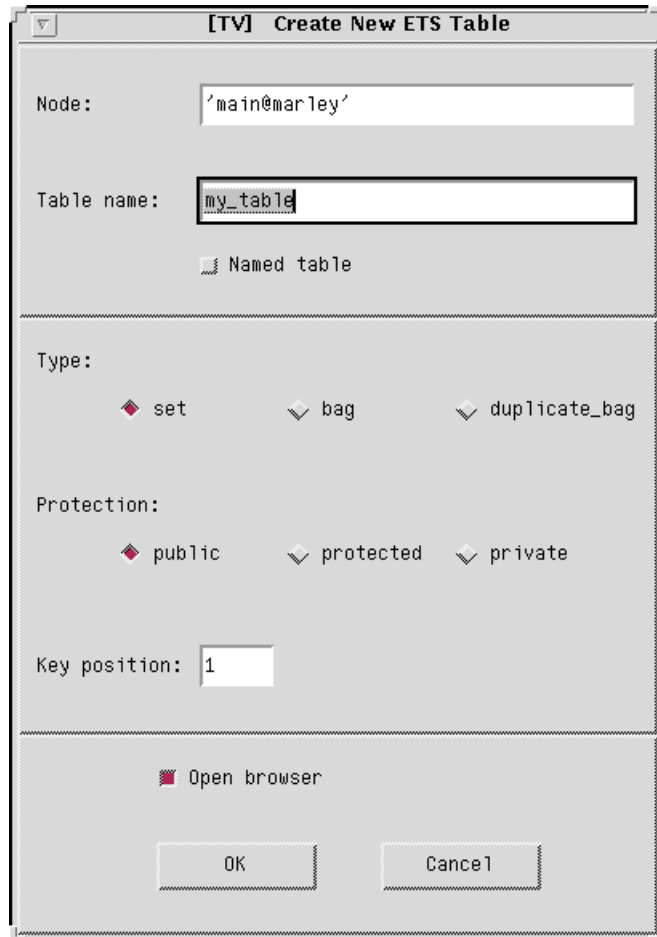 [TV] Create New ETS Table
Node: 'main@marley'
Table name: my_table
Named table
Type:
set bag duplicate_bag
Protection:
public protected private
Key position: 1
Open browser
OK Cancel